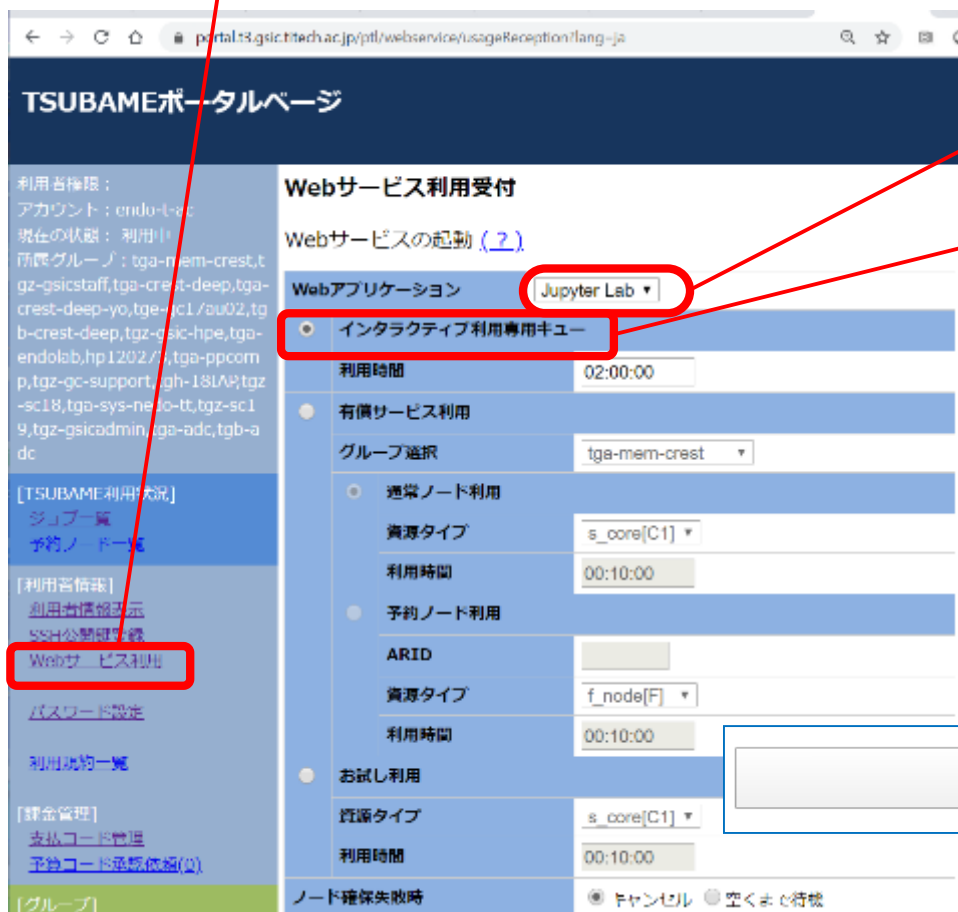 portal.t3.gsic.titech.ac.jp/ptl/webservice/usageReception?lang=ja
TSUBAMEポータルページ
利用者権限：
アカウント：endo-t-ac
現在の状態： 利用中
所属グループ：tga-mem-crest,t
gz-gsicstaff,tga-crest-deep,tga-
crest-deep-yo,tge-gc17au02,tg
b-crest-deep,tgz-gsic-hpe,tga-
endolab,hp120273,tga-ppcom
p,tgz-gc-support,tgh-18IAP,tgz
-sc18,tga-sys-nedo-tt,tgz-sc1
9,tgz-gsicadmin,tga-adc,tgb-a
dc
[TSUBAME利用状況]
ジョブ一覧
予約ノード一覧
[利用者情報]
利用者情報表示
SSH公開鍵登録
Webサービス利用
パスワード設定
利用規約一覧
[課金管理]
支払コード管理
予算コード承認依頼(0)
[グループ]
Webサービス利用受付
Webサービスの起動 (？)
Webアプリケーション Jupyter Lab
インタラクティブ利用専用キュー
利用時間 02:00:00
有償サービス利用
グループ選択 tga-mem-crest
通常ノード利用
資源タイプ s_core[C1]
利用時間 00:10:00
予約ノード利用
ARID
資源タイプ f_node[F]
利用時間 00:10:00
お試し利用
資源タイプ s_core[C1]
利用時間 00:10:00
ノード確保失敗時 キャンセル 空くまで待機